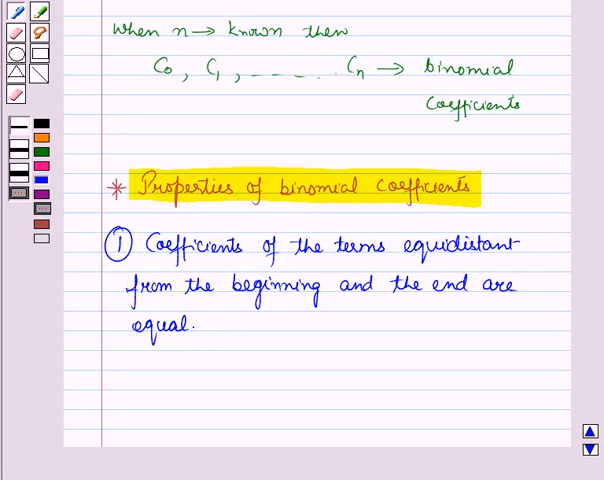 when n → known then
C0, C1, ....... Cn → binomial
coefficients
* Properties of binomial coefficients
① Coefficients of the terms equidistant
from the beginning and the end are
equal.